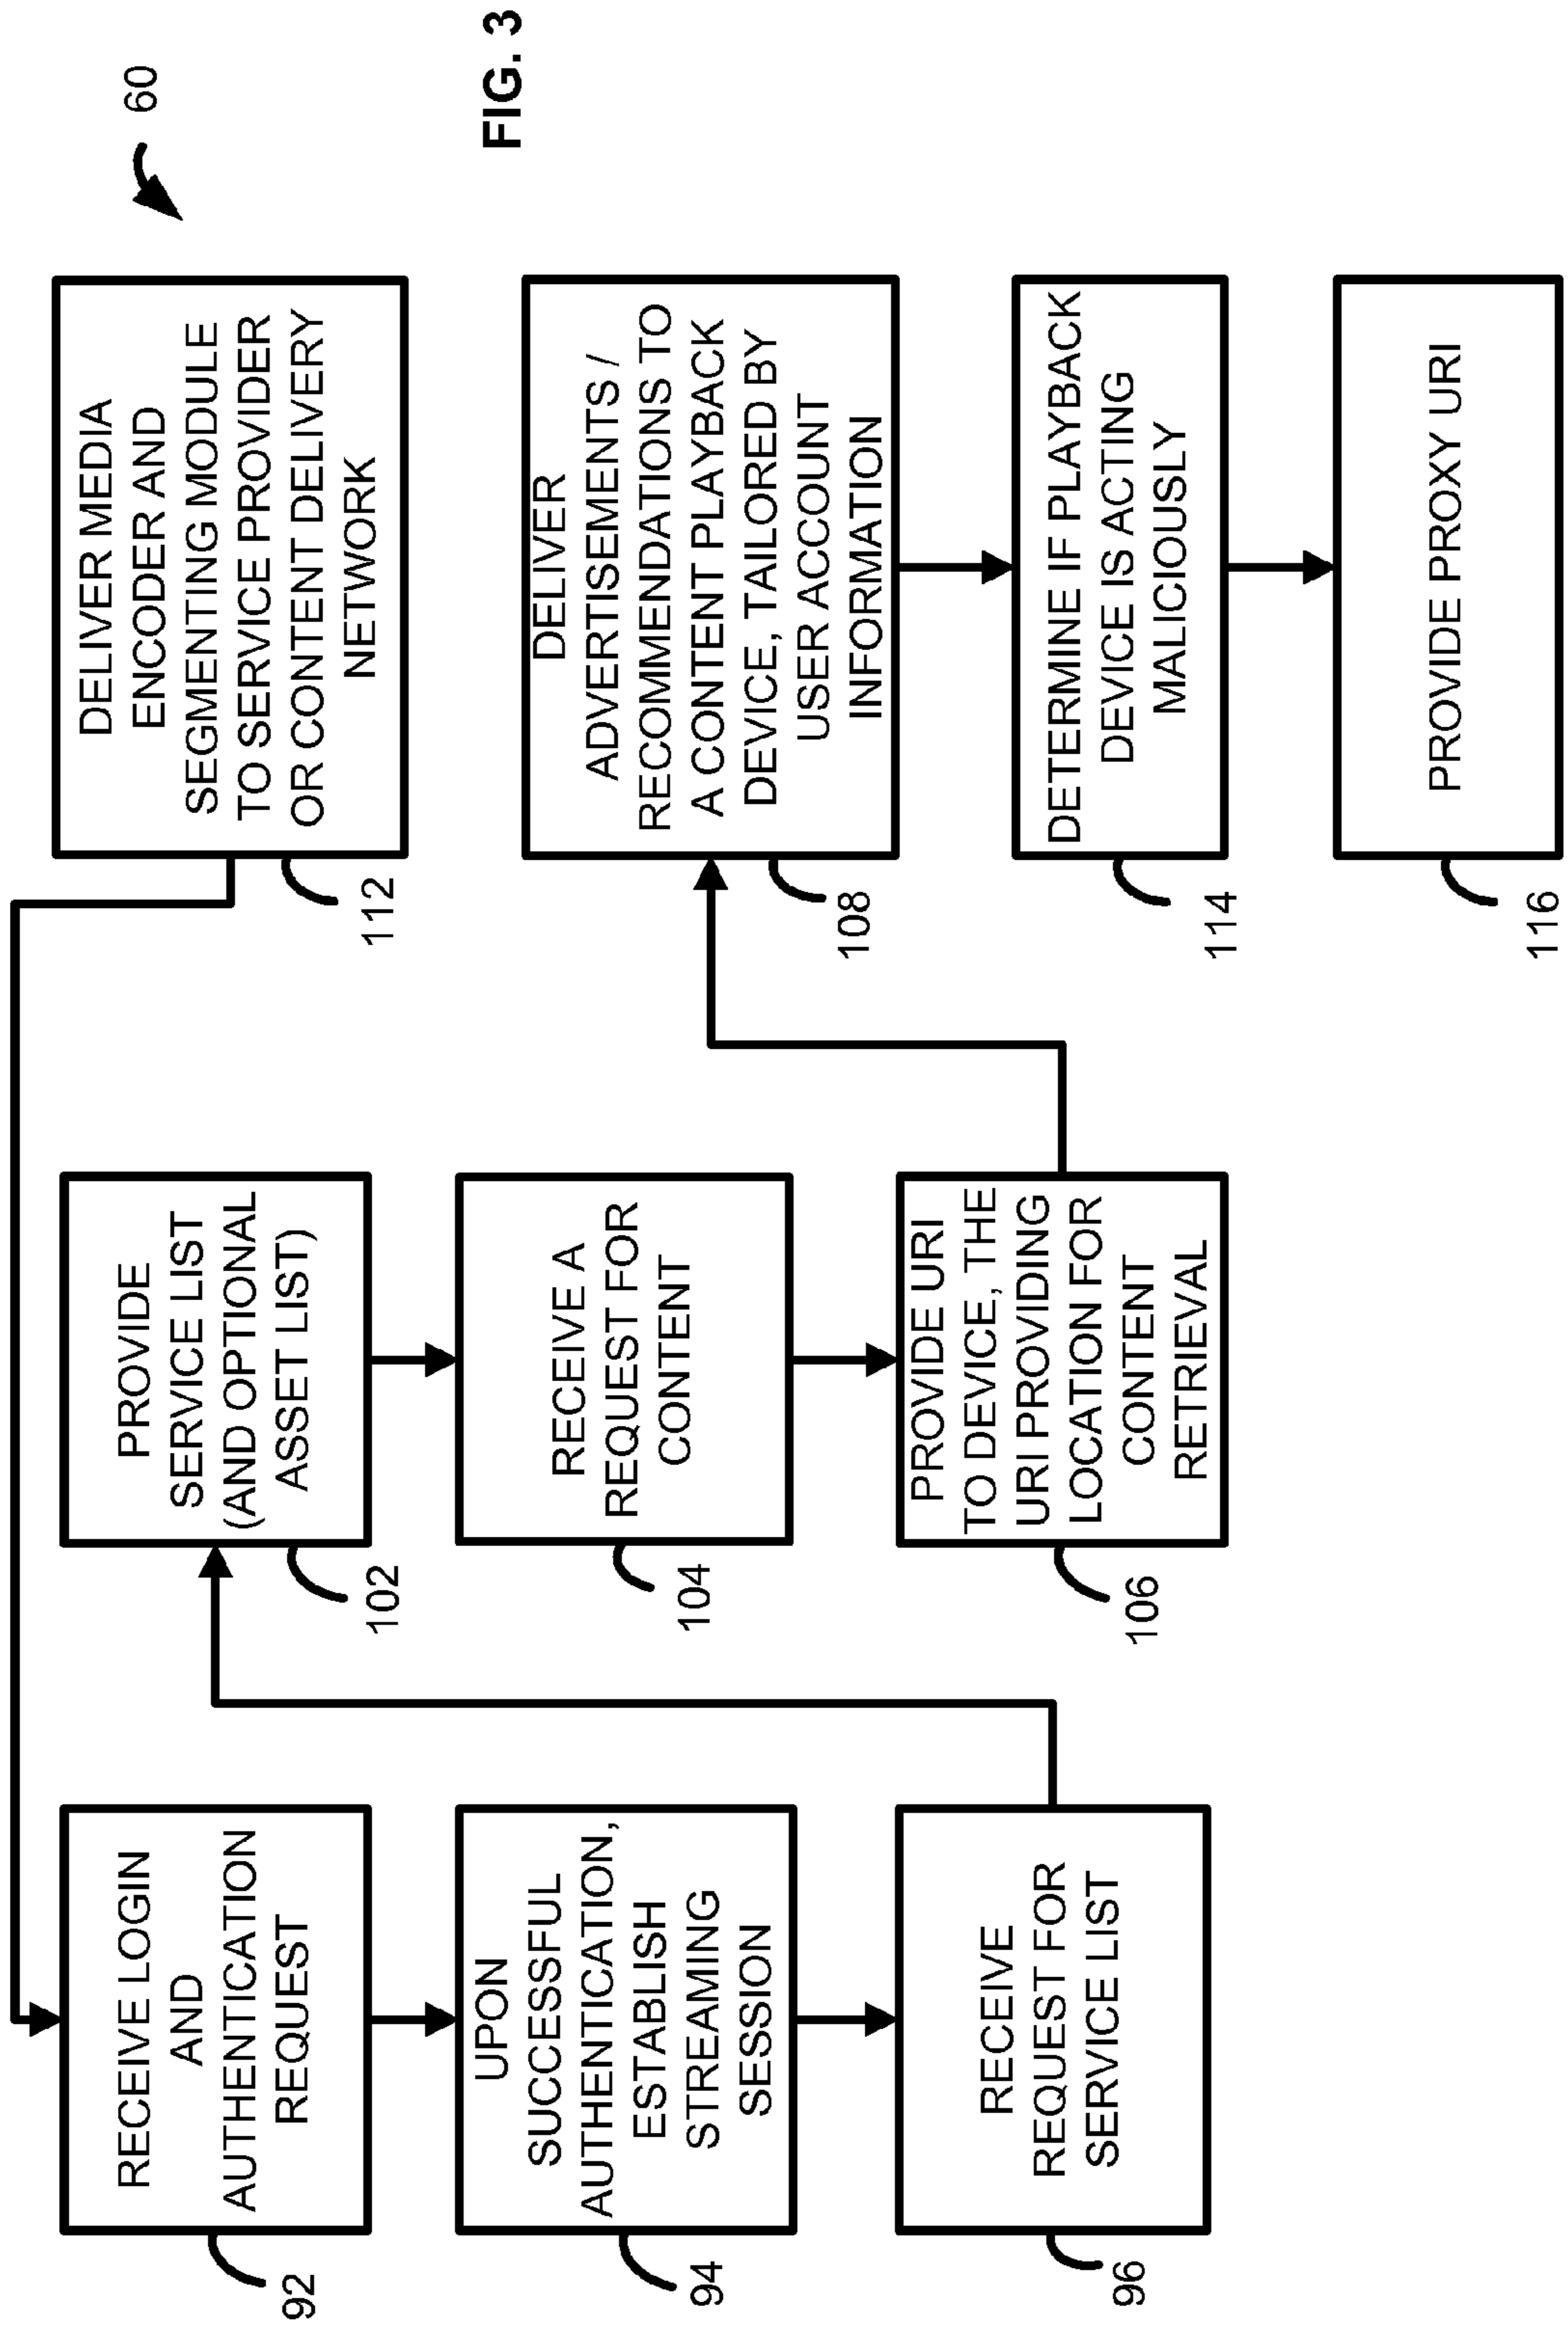 60
DELIVER MEDIA
ENCODER AND
SEGMENTING MODULE
TO SERVICE PROVIDER
OR CONTENT DELIVERY
NETWORK
112
RECEIVE LOGIN
AND
AUTHENTICATION
REQUEST
92
UPON
SUCCESSFUL
AUTHENTICATION,
ESTABLISH
STREAMING
SESSION
94
RECEIVE
REQUEST FOR
SERVICE LIST
96
PROVIDE
SERVICE LIST
(AND OPTIONAL
ASSET LIST)
102
RECEIVE A
REQUEST FOR
CONTENT
104
PROVIDE URI
TO DEVICE, THE
URI PROVIDING
LOCATION FOR
CONTENT
RETRIEVAL
106
DELIVER
ADVERTISEMENTS /
RECOMMENDATIONS TO
A CONTENT PLAYBACK
DEVICE, TAILORED BY
USER ACCOUNT
INFORMATION
108
DETERMINE IF PLAYBACK
DEVICE IS ACTING
MALICIOUSLY
114
PROVIDE PROXY URI
116
FIG. 3